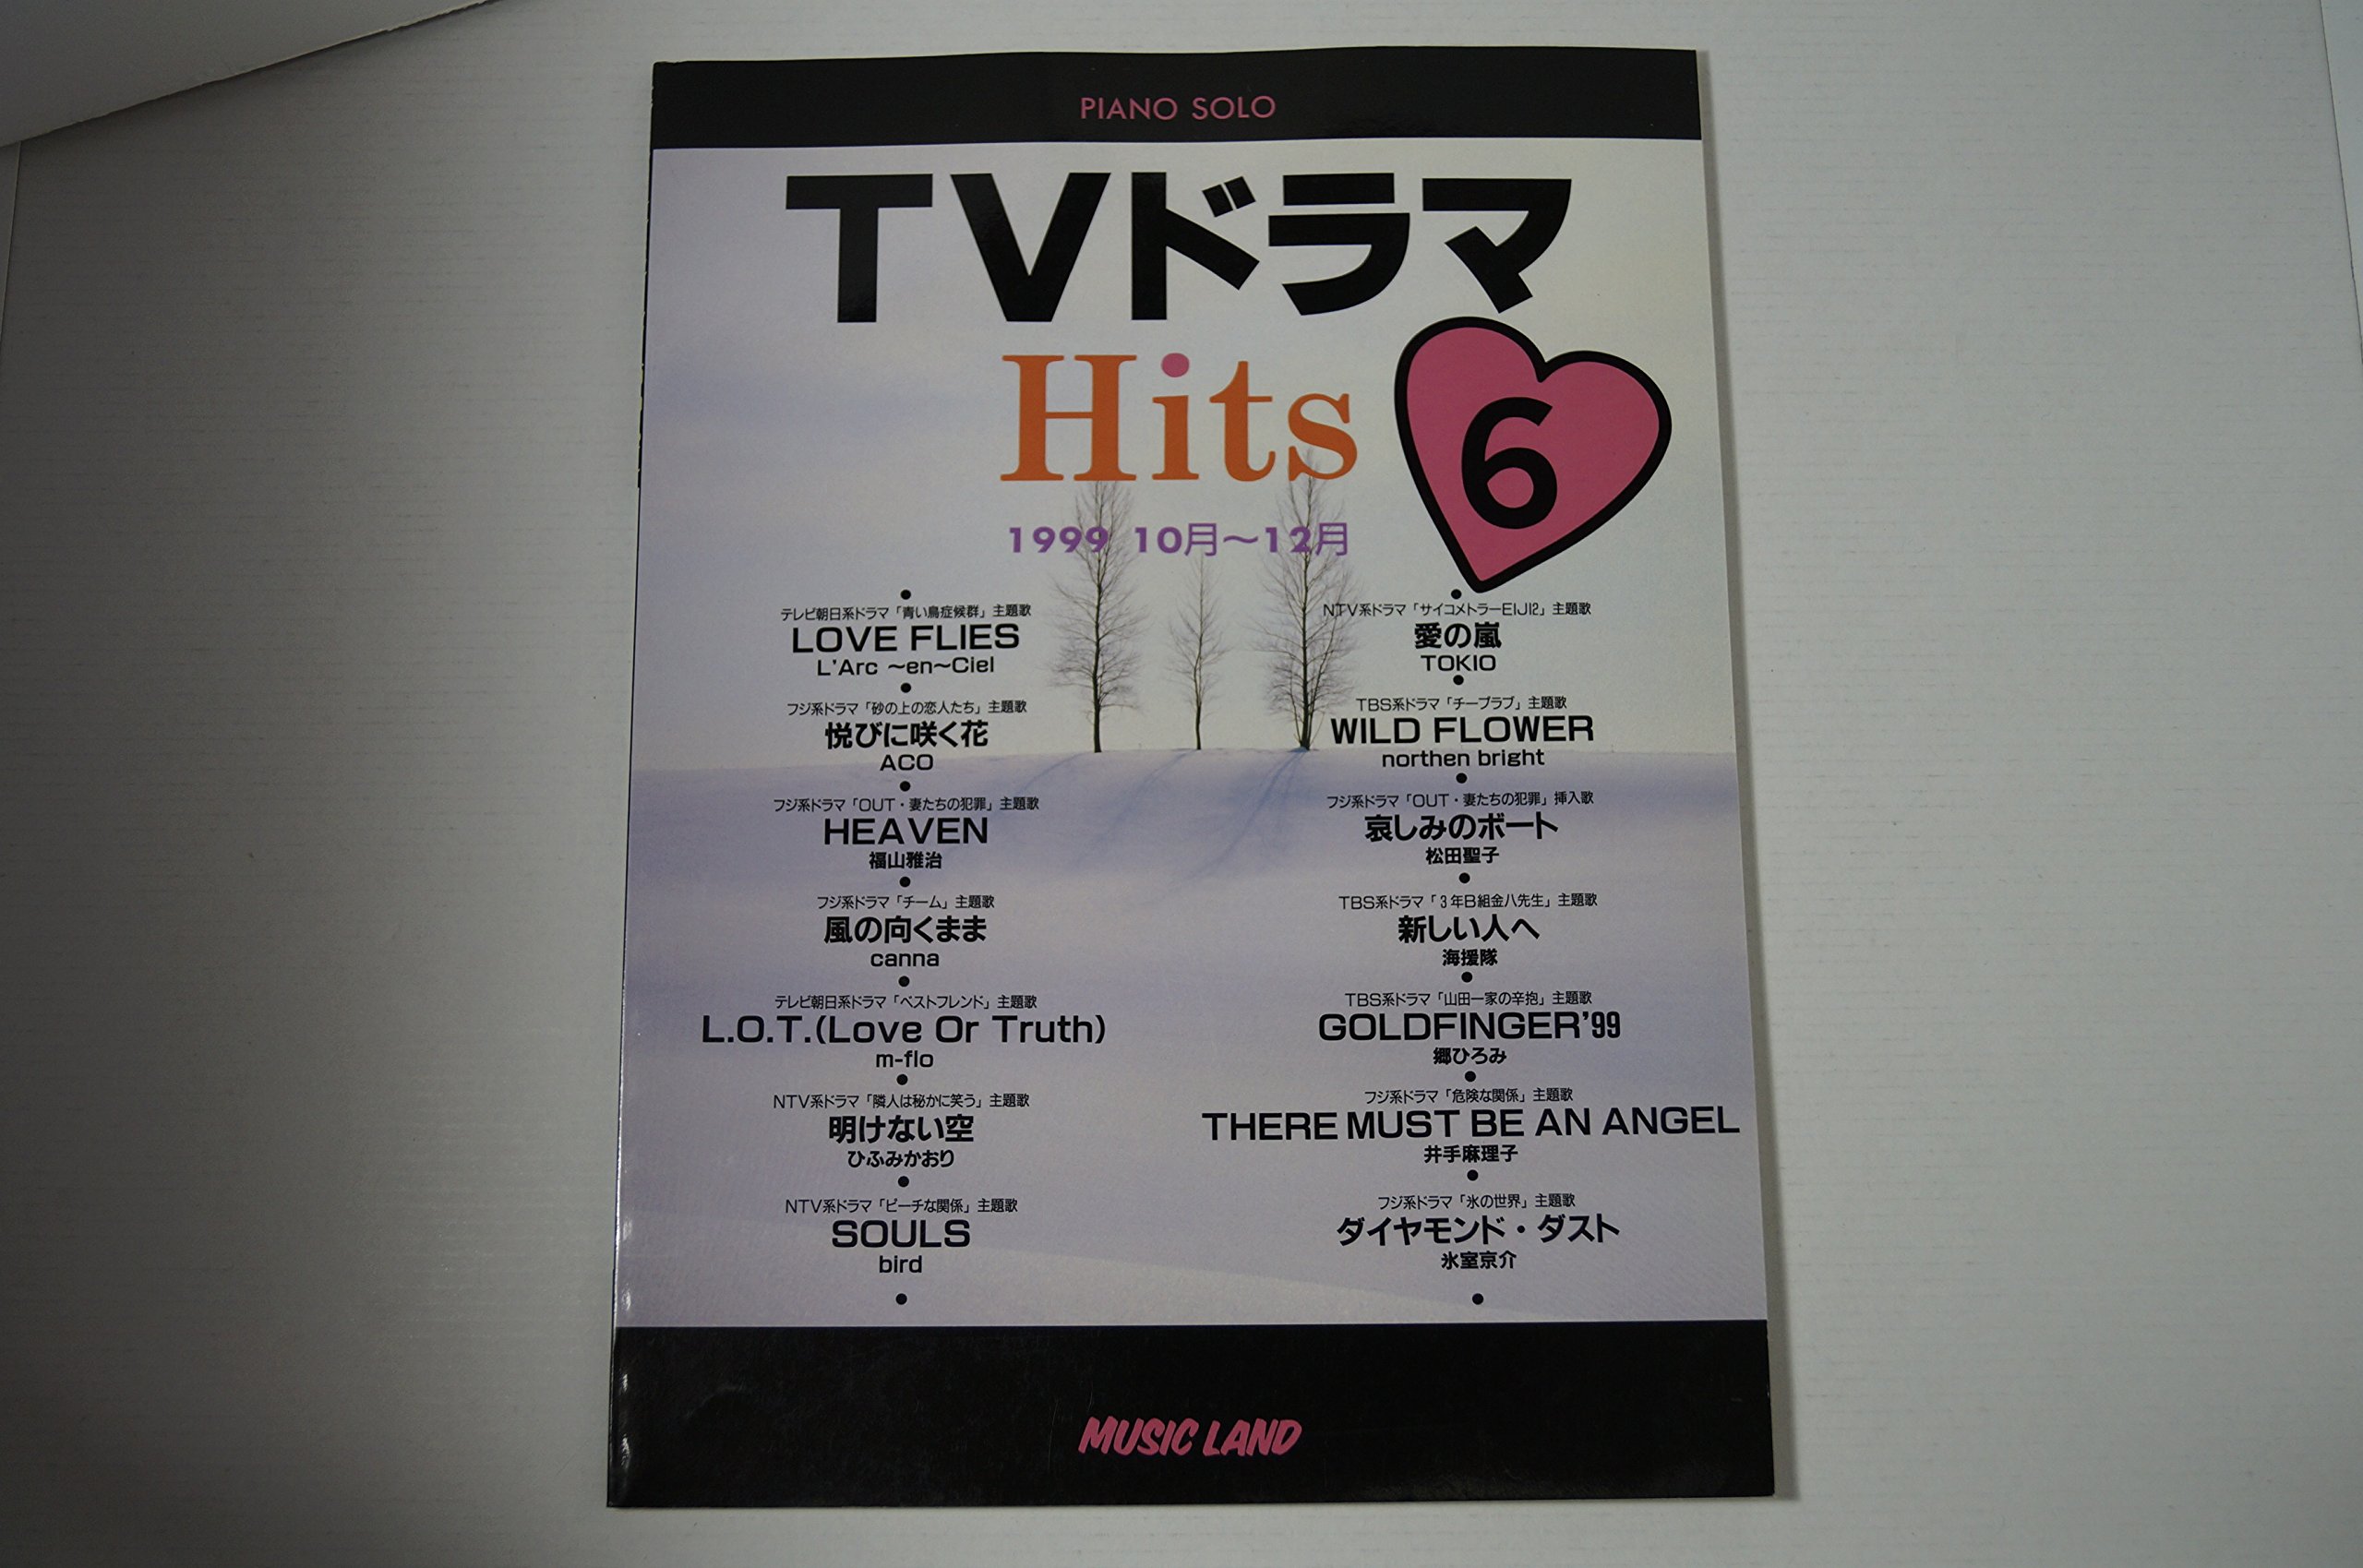 PIANO SOLO
TVドラマ
Hits
6
1999 10月〜12月
テレビ朝日系ドラマ「青い鳥症候群」主題歌
LOVE FLIES
L'Arc 〜en〜Ciel
フジ系ドラマ「砂の上の恋人たち」主題歌
悦びに咲く花
ACO
フジ系ドラマ「OUT・妻たちの犯罪」主題歌
HEAVEN
福山雅治
フジ系ドラマ「チーム」主題歌
風の向くまま
canna
テレビ朝日系ドラマ「ベストフレンド」主題歌
L.O.T.(Love Or Truth)
m-flo
NTV系ドラマ「隣人は秘かに笑う」主題歌
明けない空
ひふみかおり
NTV系ドラマ「ピーチな関係」主題歌
SOULS
bird
NTV系ドラマ「サイコメトラーEIJI2」主題歌
愛の嵐
TOKIO
TBS系ドラマ「チープラブ」主題歌
WILD FLOWER
northen bright
フジ系ドラマ「OUT・妻たちの犯罪」挿入歌
哀しみのボート
松田聖子
TBS系ドラマ「3年B組金八先生」主題歌
新しい人へ
海援隊
TBS系ドラマ「山田一家の辛抱」主題歌
GOLDFINGER'99
郷ひろみ
フジ系ドラマ「危険な関係」主題歌
THERE MUST BE AN ANGEL
井手麻理子
フジ系ドラマ「氷の世界」主題歌
ダイヤモンド・ダスト
氷室京介
MUSIC LAND